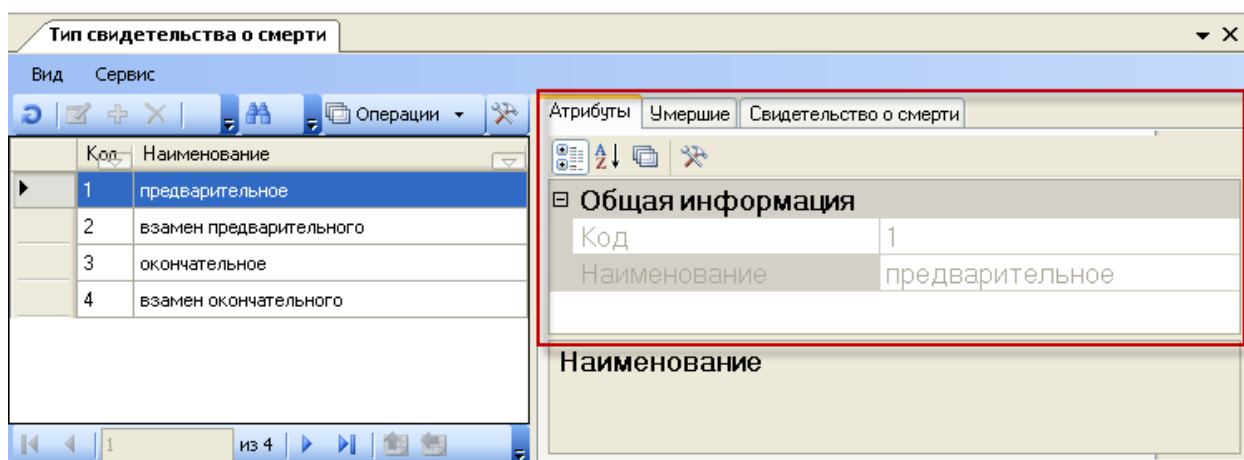 Тип свидетельства о смерти
Вид Сервис
Операции
Код Наименование
1 предварительное
2 взамен предварительного
3 окончательное
4 взамен окончательного
1 из 4
Атрибуты Умершие Свидетельство о смерти
Общая информация
Код 1
Наименование предварительное
Наименование